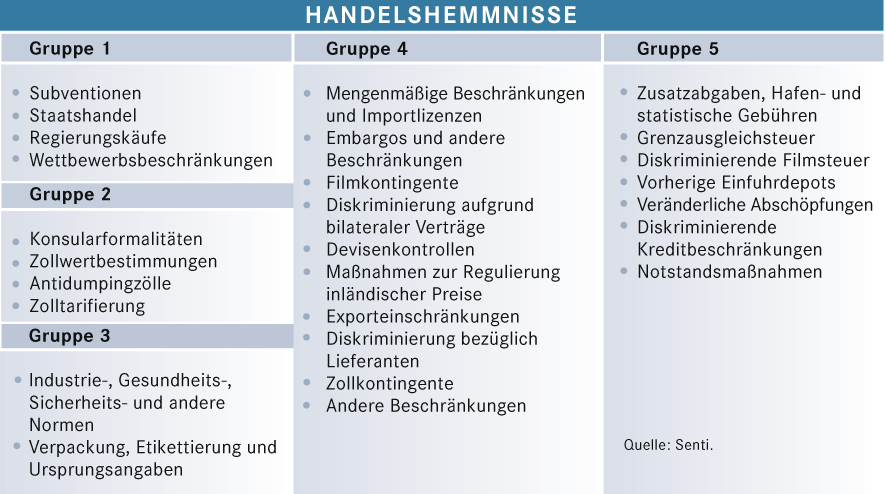 HANDELSHEMMNISSE
Gruppe 1
• Subventionen
• Staatshandel
• Regierungskäufe
• Wettbewerbsbeschränkungen
Gruppe 2
• Konsularformalitäten
• Zollwertbestimmungen
• Antidumpingzölle
• Zolltarifierung
Gruppe 3
• Industrie-, Gesundheits-,
Sicherheits- und andere
Normen
• Verpackung, Etikettierung und
Ursprungsangaben
Gruppe 4
• Mengenmäßige Beschränkungen
und Importlizenzen
• Embargos und andere
Beschränkungen
• Filmkontingente
• Diskriminierung aufgrund
bilateraler Verträge
• Devisenkontrollen
• Maßnahmen zur Regulierung
inländischer Preise
• Exporteinschränkungen
• Diskriminierung bezüglich
Lieferanten
• Zollkontingente
• Andere Beschränkungen
Gruppe 5
• Zusatzabgaben, Hafen- und
statistische Gebühren
• Grenzausgleichsteuer
• Diskriminierende Filmsteuer
• Vorherige Einfuhrdepots
• Veränderliche Abschöpfungen
• Diskriminierende
Kreditbeschränkungen
• Notstandsmaßnahmen
Quelle: Senti.